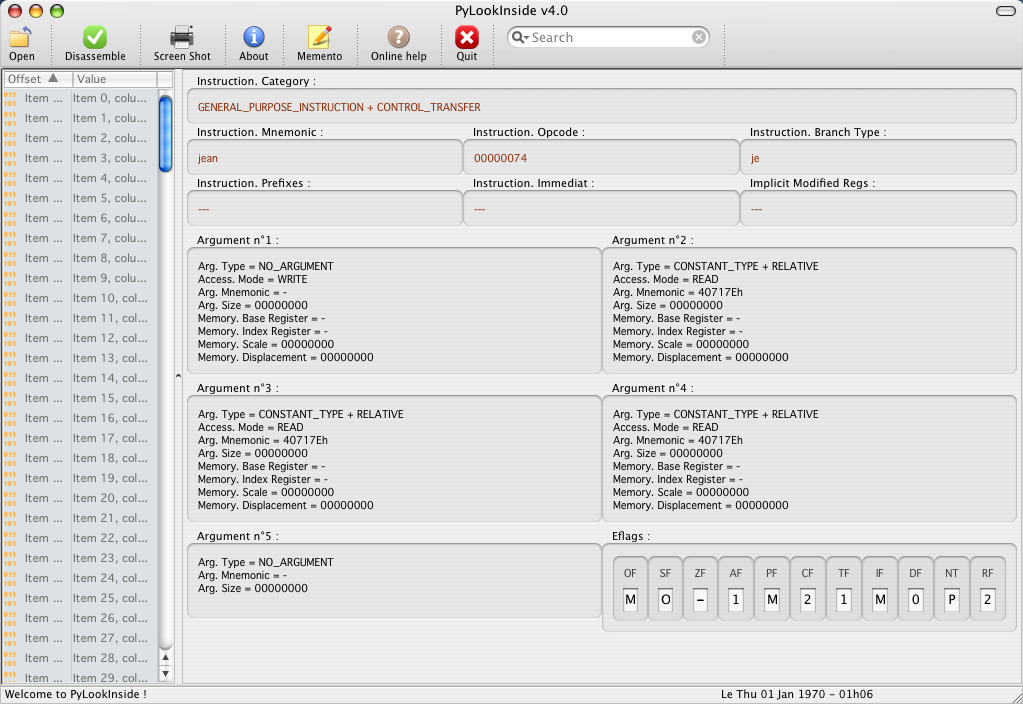 PyLookInside v4.0
Open
Disassemble
Screen Shot
About
Memento
Online help
Quit
Search
Offset
Value
Item ... Item 0, colu...
Item ... Item 1, colu...
Item ... Item 2, colu...
Item ... Item 3, colu...
Item ... Item 4, colu...
Item ... Item 5, colu...
Item ... Item 6, colu...
Item ... Item 7, colu...
Item ... Item 8, colu...
Item ... Item 9, colu...
Item ... Item 10, col...
Item ... Item 11, col...
Item ... Item 12, col...
Item ... Item 13, col...
Item ... Item 14, col...
Item ... Item 15, col...
Item ... Item 16, col...
Item ... Item 17, col...
Item ... Item 18, col...
Item ... Item 19, col...
Item ... Item 20, col...
Item ... Item 21, col...
Item ... Item 22, col...
Item ... Item 23, col...
Item ... Item 24, col...
Item ... Item 25, col...
Item ... Item 26, col...
Item ... Item 27, col...
Item ... Item 28, col...
Item ... Item 29, col...
Instruction. Category :
GENERAL_PURPOSE_INSTRUCTION + CONTROL_TRANSFER
Instruction. Mnemonic :
jean
Instruction. Opcode :
00000074
Instruction. Branch Type :
je
Instruction. Prefixes :
---
Instruction. Immediat :
---
Implicit Modified Regs :
---
Argument n°1 :
Arg. Type = NO_ARGUMENT
Access. Mode = WRITE
Arg. Mnemonic = -
Arg. Size = 00000000
Memory. Base Register = -
Memory. Index Register = -
Memory. Scale = 00000000
Memory. Displacement = 00000000
Argument n°2 :
Arg. Type = CONSTANT_TYPE + RELATIVE
Access. Mode = READ
Arg. Mnemonic = 40717Eh
Arg. Size = 00000000
Memory. Base Register = -
Memory. Index Register = -
Memory. Scale = 00000000
Memory. Displacement = 00000000
Argument n°3 :
Arg. Type = CONSTANT_TYPE + RELATIVE
Access. Mode = READ
Arg. Mnemonic = 40717Eh
Arg. Size = 00000000
Memory. Base Register = -
Memory. Index Register = -
Memory. Scale = 00000000
Memory. Displacement = 00000000
Argument n°4 :
Arg. Type = CONSTANT_TYPE + RELATIVE
Access. Mode = READ
Arg. Mnemonic = 40717Eh
Arg. Size = 00000000
Memory. Base Register = -
Memory. Index Register = -
Memory. Scale = 00000000
Memory. Displacement = 00000000
Argument n°5 :
Arg. Type = NO_ARGUMENT
Arg. Mnemonic = -
Arg. Size = 00000000
Eflags :
OF SF ZF AF PF CF TF IF DF NT RF
M O - 1 M 2 1 M 0 P 2
Welcome to PyLookInside !
Le Thu 01 Jan 1970 - 01h06